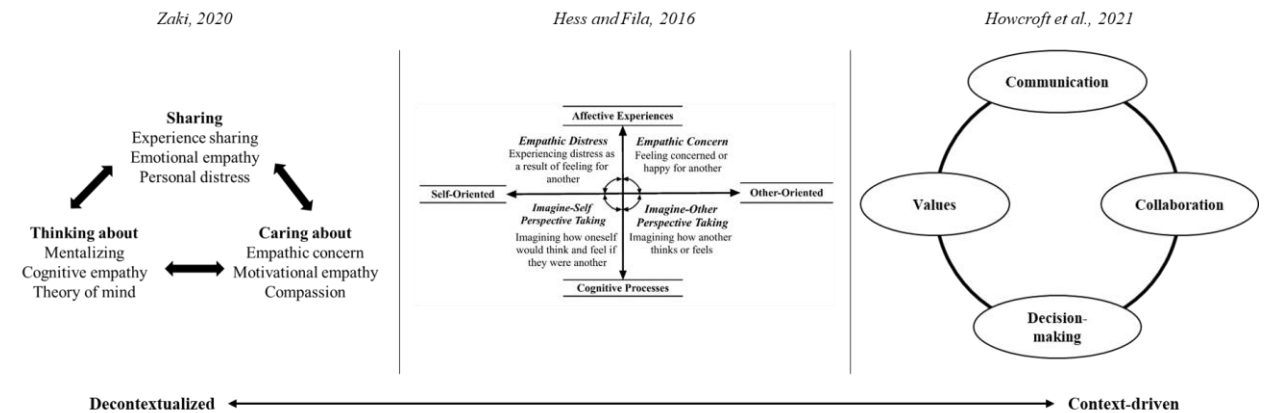 Zaki, 2020
Sharing
Experience sharing
Emotional empathy
Personal distress
Thinking about
Mentalizing
Cognitive empathy
Theory of mind
Caring about
Empathic concern
Motivational empathy
Compassion
Hess and Fila, 2016
Affective Experiences
Empathic Distress
Experiencing distress as
a result of feeling for
another
Empathic Concern
Feeling concerned or
happy for another
Self-Oriented
Other-Oriented
Imagine-Self
Perspective Taking
Imagining how oneself
would think and feel if
they were another
Imagine-Other
Perspective Taking
Imagining how another
thinks or feels
Cognitive Processes
Howcroft et al., 2021
Communication
Values
Collaboration
Decision-
making
Decontextualized
Context-driven